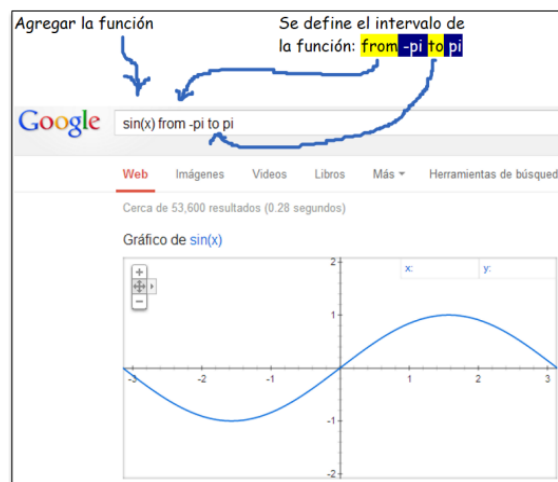 Agregar la función
Se define el intervalo de
la función: from -pi to pi
Google
sin(x) from -pi to pi
Web Imágenes Videos Libros Más Herramientas de búsqued
Cerca de 53,600 resultados (0.28 segundos)
Gráfico de sin(x)
x: y:
2
1
-3 -2 -1 0 1 2 3
-1
-2